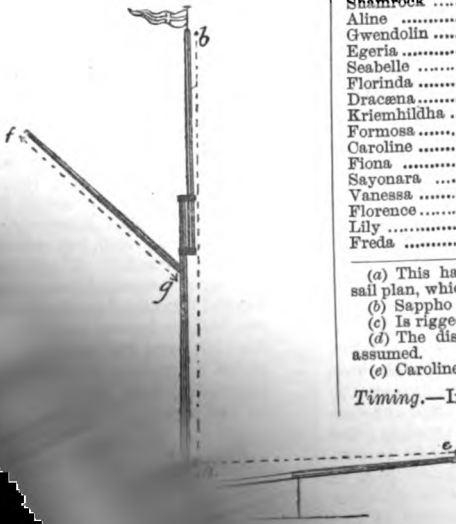 b
f
g
e
Shamrock ....
Aline ............
Gwendolin .....
Egeria ...........
Seabelle .......
Florinda ........
Dracæna .......
Kriemhildha .
Formosa .......
Caroline ........
Fiona ...........
Sayonara ....
Vanessa ........
Florence .......
Lily ...............
Freda ............
(a) This ha
sail plan, whic
(b) Sappho
(c) Is rigge
(d) The dis
assumed.
(e) Caroline
Timing.—I